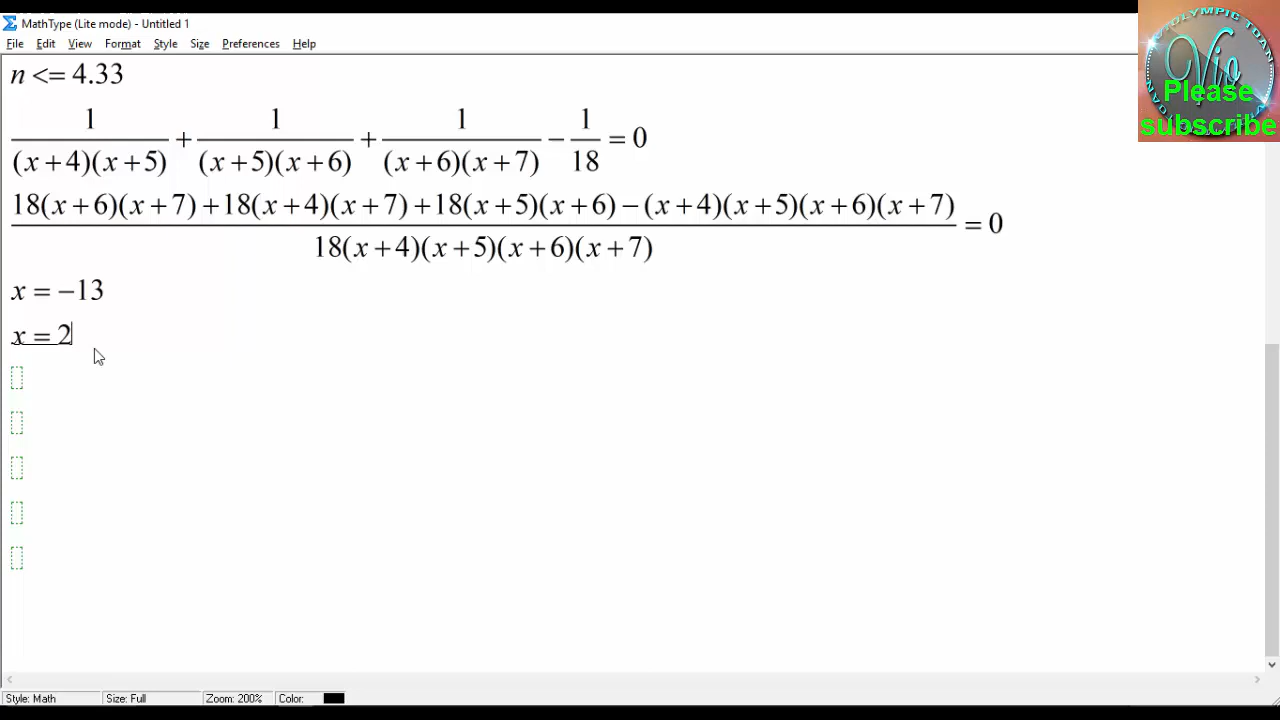 MathType (Lite mode) - Untitled 1
File Edit View Format Style Size Preferences Help
n <= 4.33
1/((x+4)(x+5)) + 1/((x+5)(x+6)) + 1/((x+6)(x+7)) − 1/18 = 0
(18(x+6)(x+7)+18(x+4)(x+7)+18(x+5)(x+6)−(x+4)(x+5)(x+6)(x+7))/(18(x+4)(x+5)(x+6)(x+7)) = 0
x = −13
x = 2
Style: Math Size: Full Zoom: 200% Color:
Vio
Please
subscribe